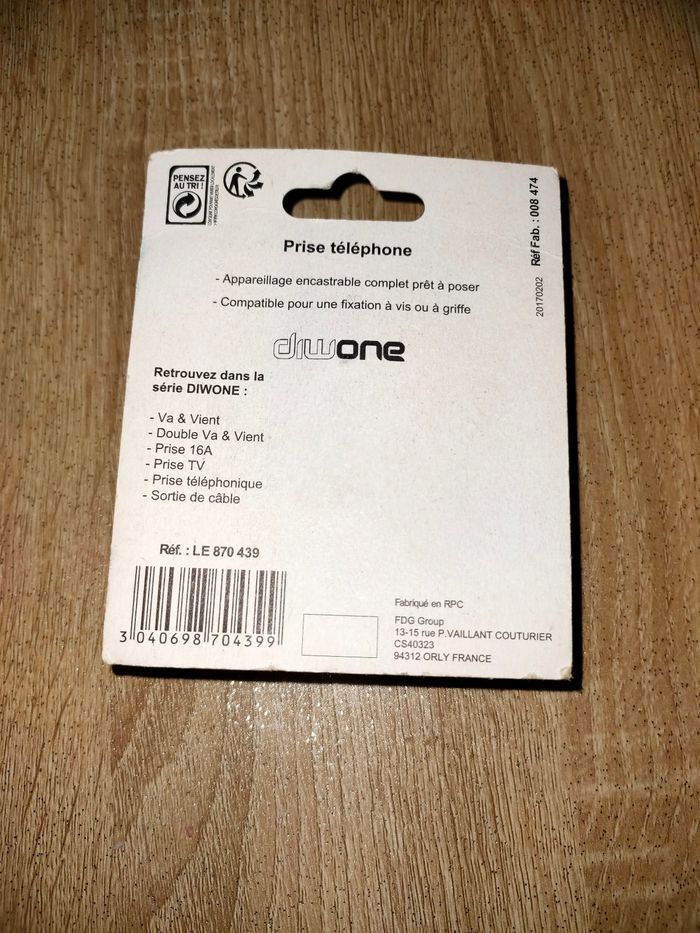 PENSEZ
AU TRI !
Prise téléphone
- Appareillage encastrable complet prêt à poser
- Compatible pour une fixation à vis ou à griffe
diwone
Retrouvez dans la
série DIWONE :
- Va & Vient
- Double Va & Vient
- Prise 16A
- Prise TV
- Prise téléphonique
- Sortie de câble
Réf. : LE 870 439
3 040698 704399
Fabriqué en RPC
FDG Group
13-15 rue P.VAILLANT COUTURIER
CS40323
94312 ORLY FRANCE
Réf Fab. : 008 474
20170202